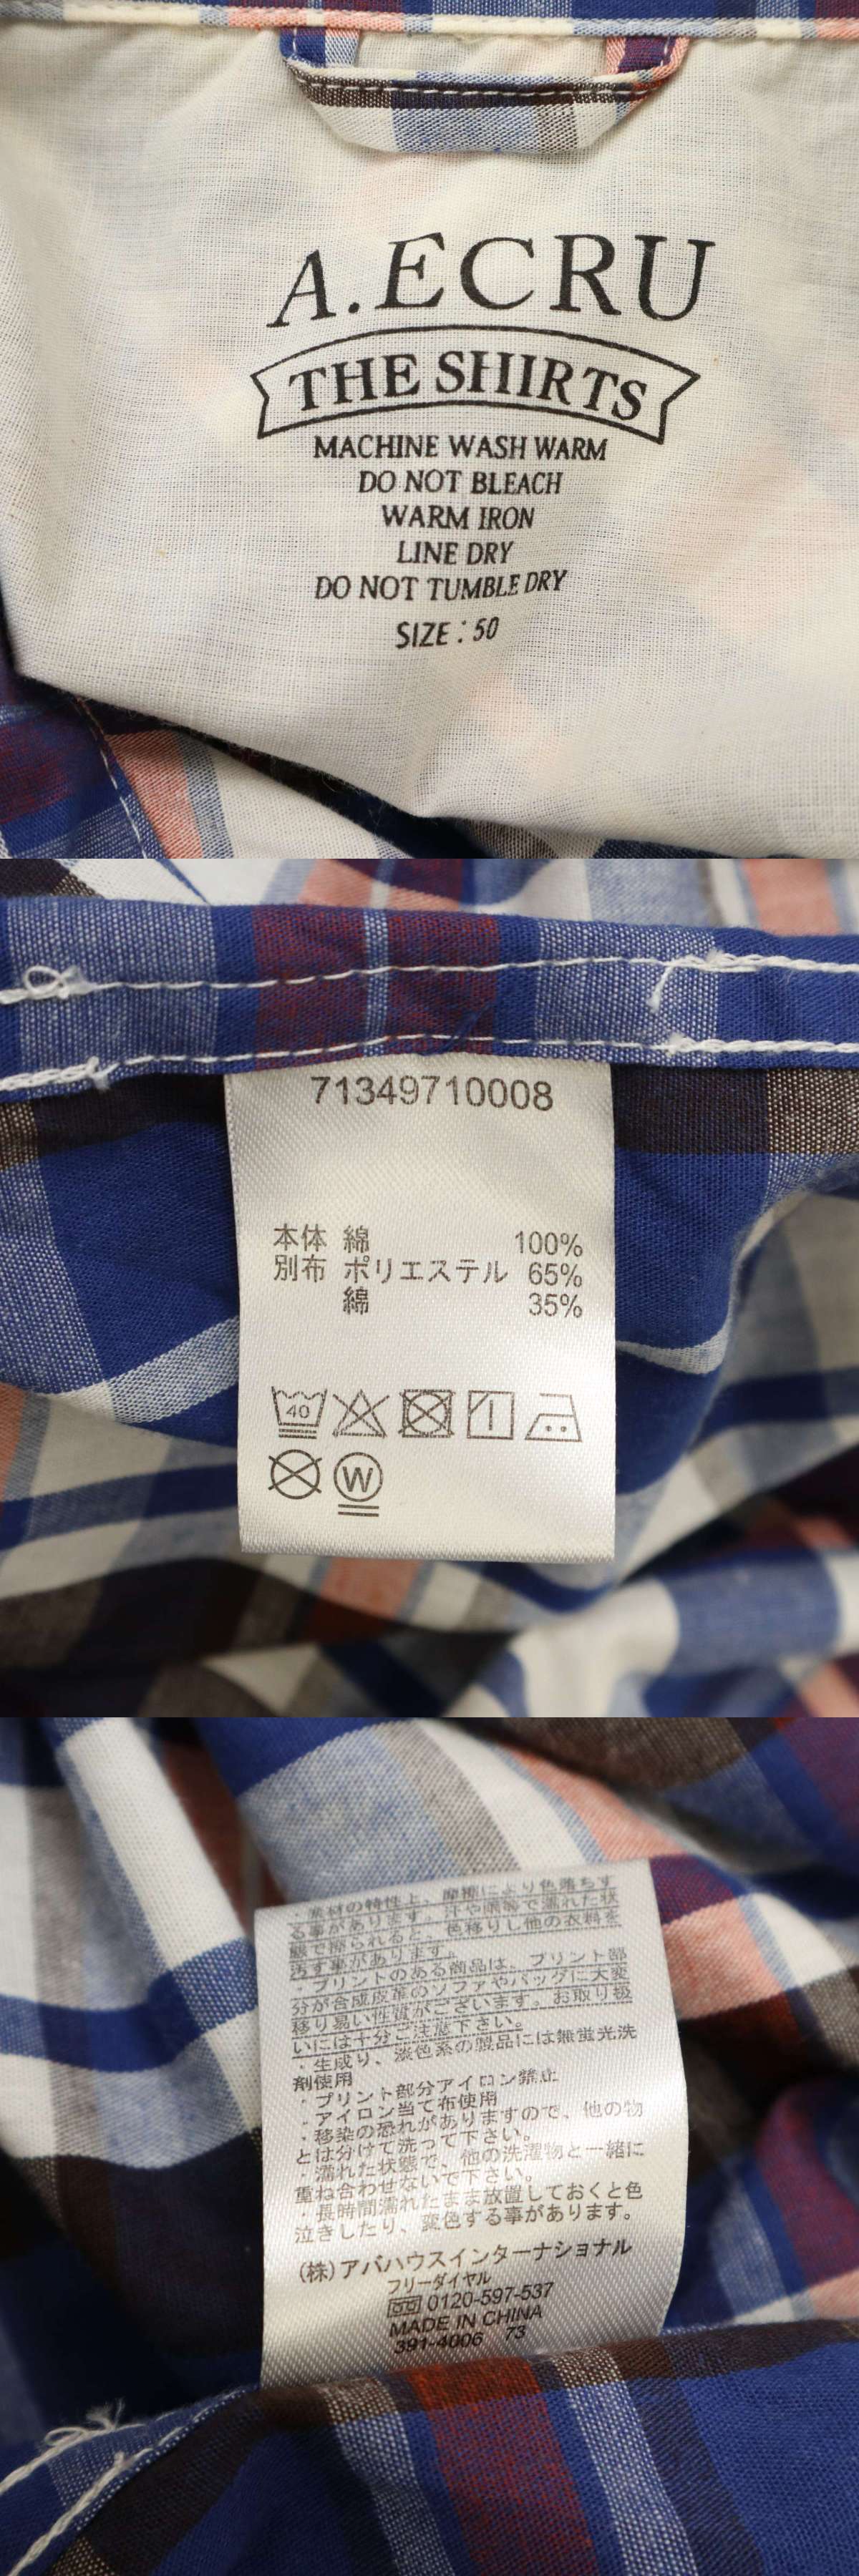 A.ECRU
THE SHIRTS
MACHINE WASH WARM
DO NOT BLEACH
WARM IRON
LINE DRY
DO NOT TUMBLE DRY
SIZE : 50
71349710008
本体 綿 100%
別布 ポリエステル 65%
綿 35%
40
W
・素材の特性上、摩擦により色落ちす
る事があります。汗や雨等で濡れた状
態で擦られると、色移りし他の衣料を
汚す事があります。
・プリントのある商品は、プリント部
分が合成皮革のソファやバッグに大変
移り易い性質がございます。お取り扱
いには十分ご注意下さい。
・生成り、淡色系の製品には無蛍光洗
剤使用
・プリント部分アイロン禁止
・アイロン当て布使用
・移染の恐れがありますので、他の物
とは分けて洗って下さい。
・濡れた状態で、他の洗濯物と一緒に
重ね合わせないで下さい。
・長時間濡れたまま放置しておくと色
泣きしたり、変色する事があります。
(株)アバハウスインターナショナル
フリーダイヤル
0120-597-537
MADE IN CHINA
391-4006 73